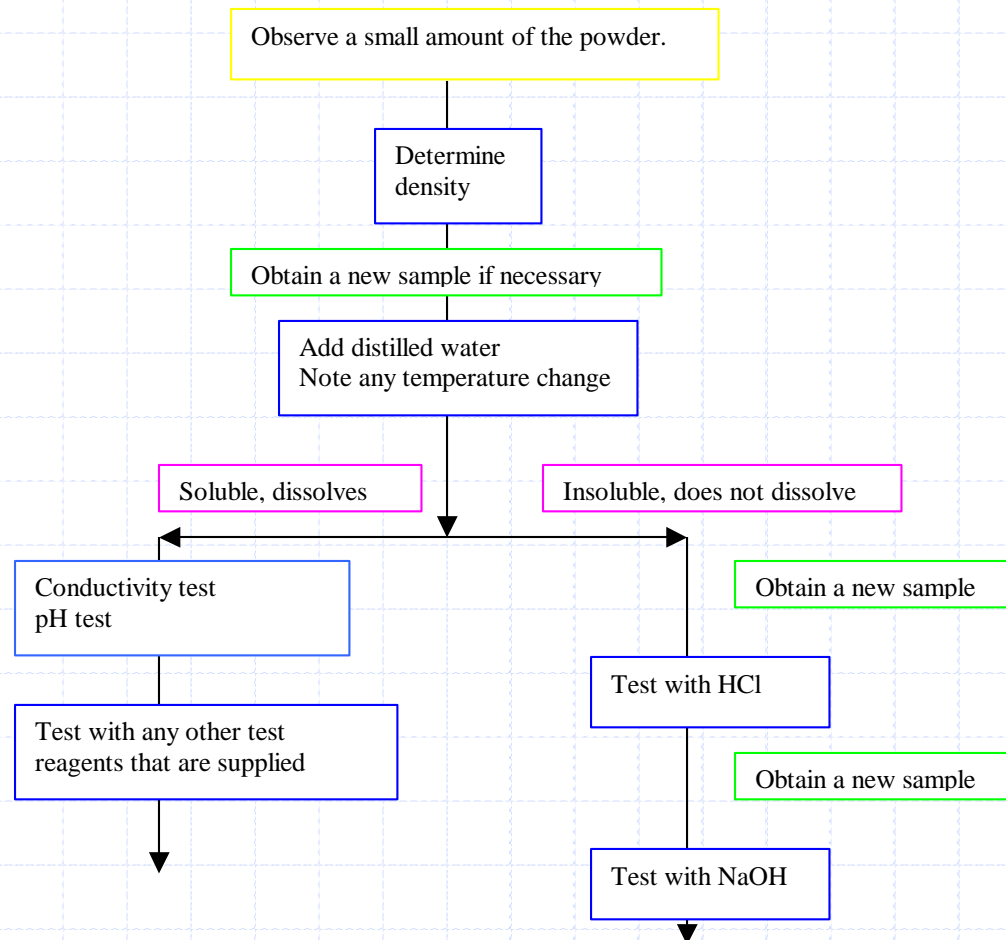 Observe a small amount of the powder.
Determine
density
Obtain a new sample if necessary
Add distilled water
Note any temperature change
Soluble, dissolves
Insoluble, does not dissolve
Conductivity test
pH test
Obtain a new sample
Test with HCl
Test with any other test
reagents that are supplied
Obtain a new sample
Test with NaOH